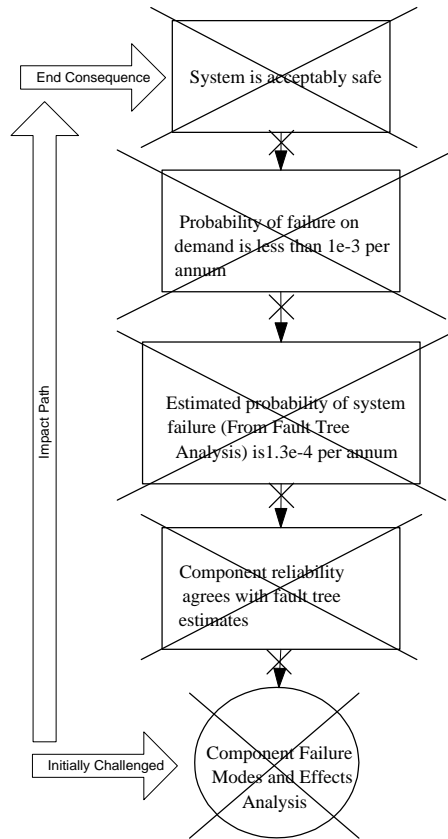 End Consequence
System is acceptably safe
Probability of failure on
demand is less than 1e-3 per
annum
Impact Path
Estimated probability of system
failure (From Fault Tree
Analysis) is1.3e-4 per annum
Component reliability
agrees with fault tree
estimates
Initially Challenged
Component Failure
Modes and Effects
Analysis